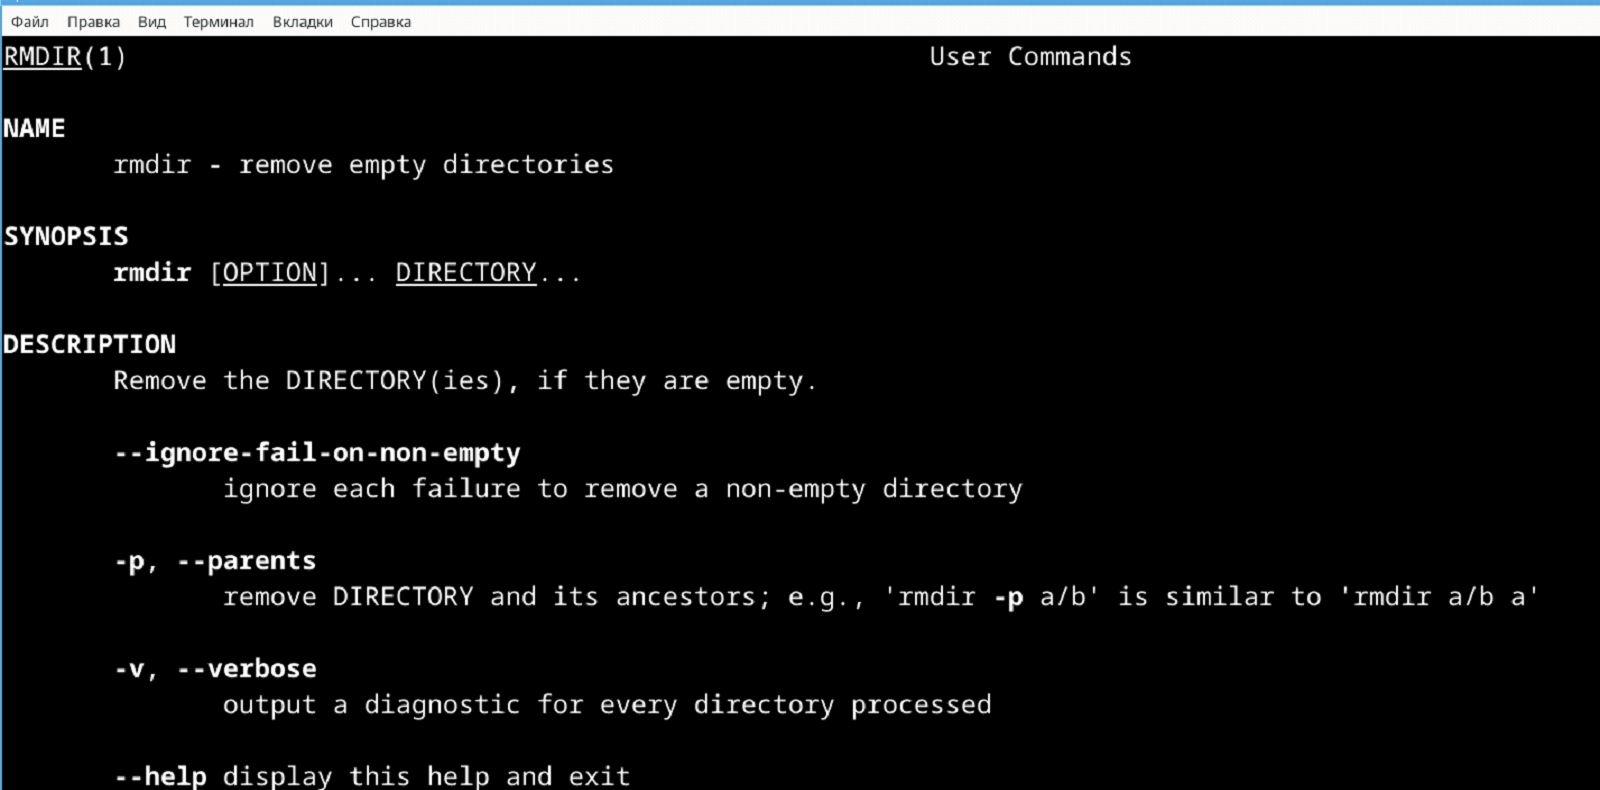 Файл Правка Вид Терминал Вкладки Справка
RMDIR(1) User Commands
NAME
rmdir - remove empty directories
SYNOPSIS
rmdir [OPTION]... DIRECTORY...
DESCRIPTION
Remove the DIRECTORY(ies), if they are empty.
--ignore-fail-on-non-empty
ignore each failure to remove a non-empty directory
-p, --parents
remove DIRECTORY and its ancestors; e.g., 'rmdir -p a/b' is similar to 'rmdir a/b a'
-v, --verbose
output a diagnostic for every directory processed
--help display this help and exit